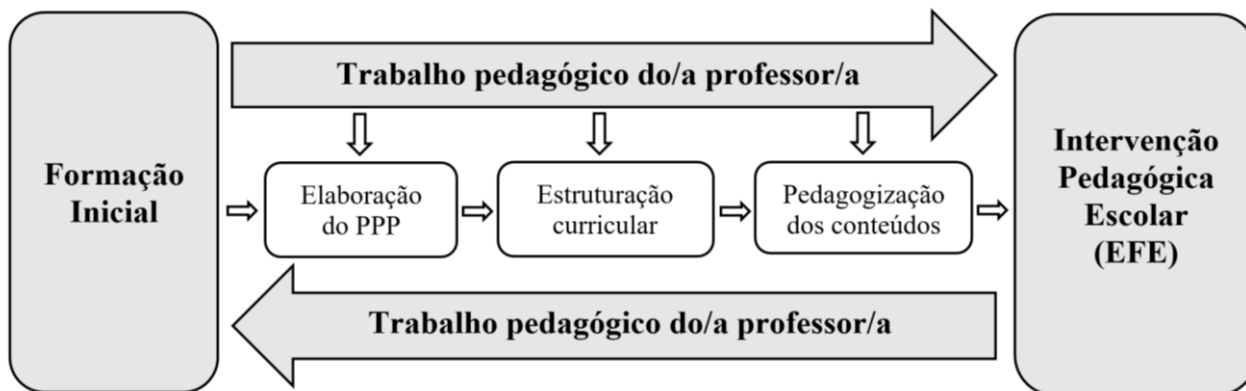 Trabalho pedagógico do/a professor/a
Formação
Inicial
Elaboração
do PPP
Estruturação
curricular
Pedagogização
dos conteúdos
Intervenção
Pedagógica
Escolar
(EFE)
Trabalho pedagógico do/a professor/a